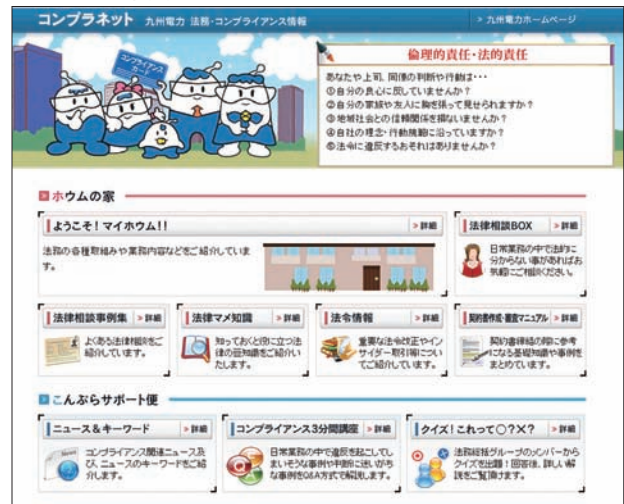 コンプラネット 九州電力 法務・コンプライアンス情報
> 九州電力ホームページ
コンプライアンス
カード
倫理的責任・法的責任
あなたや上司、同僚の判断や行動は・・・
①自分の良心に反していませんか?
②自分の家族や友人に胸を張って見せられますか?
③地域社会との信頼関係を損ないませんか?
④自社の理念・行動規範に沿っていますか?
⑤法令に違反するおそれはありませんか?
ホウムの家
ようこそ!マイホウム!! > 詳細
法務の各種取組みや業務内容などをご紹介していま
す。
法律相談BOX > 詳細
日常業務の中で法的に
分からない事があればお
気軽にご相談ください。
法律相談事例集 > 詳細
よくある法律相談をご
紹介しています。
法律マメ知識 > 詳細
知っておくと役に立つ法
律の豆知識をご紹介い
たします。
法令情報 > 詳細
重要な法令改正やイン
サイダー取引等につい
てご紹介しています。
契約書作成・審査マニュアル > 詳細
契約書締結の際に参考
になる基礎知識や事例を
まとめています。
こんぷらサポート便
ニュース&キーワード > 詳細
コンプライアンス関連ニュース及
び、ニュースのキーワードをご紹
介します。
コンプライアンス3分間講座 > 詳細
日常業務の中で違反を起こしてし
まいそうな事例や判断に迷いがち
な事例をQ&A方式で解説します。
クイズ!これって○?×? > 詳細
法務総括グループのメンバーから
クイズを出題!回答後、詳しい解
説をご覧頂けます。